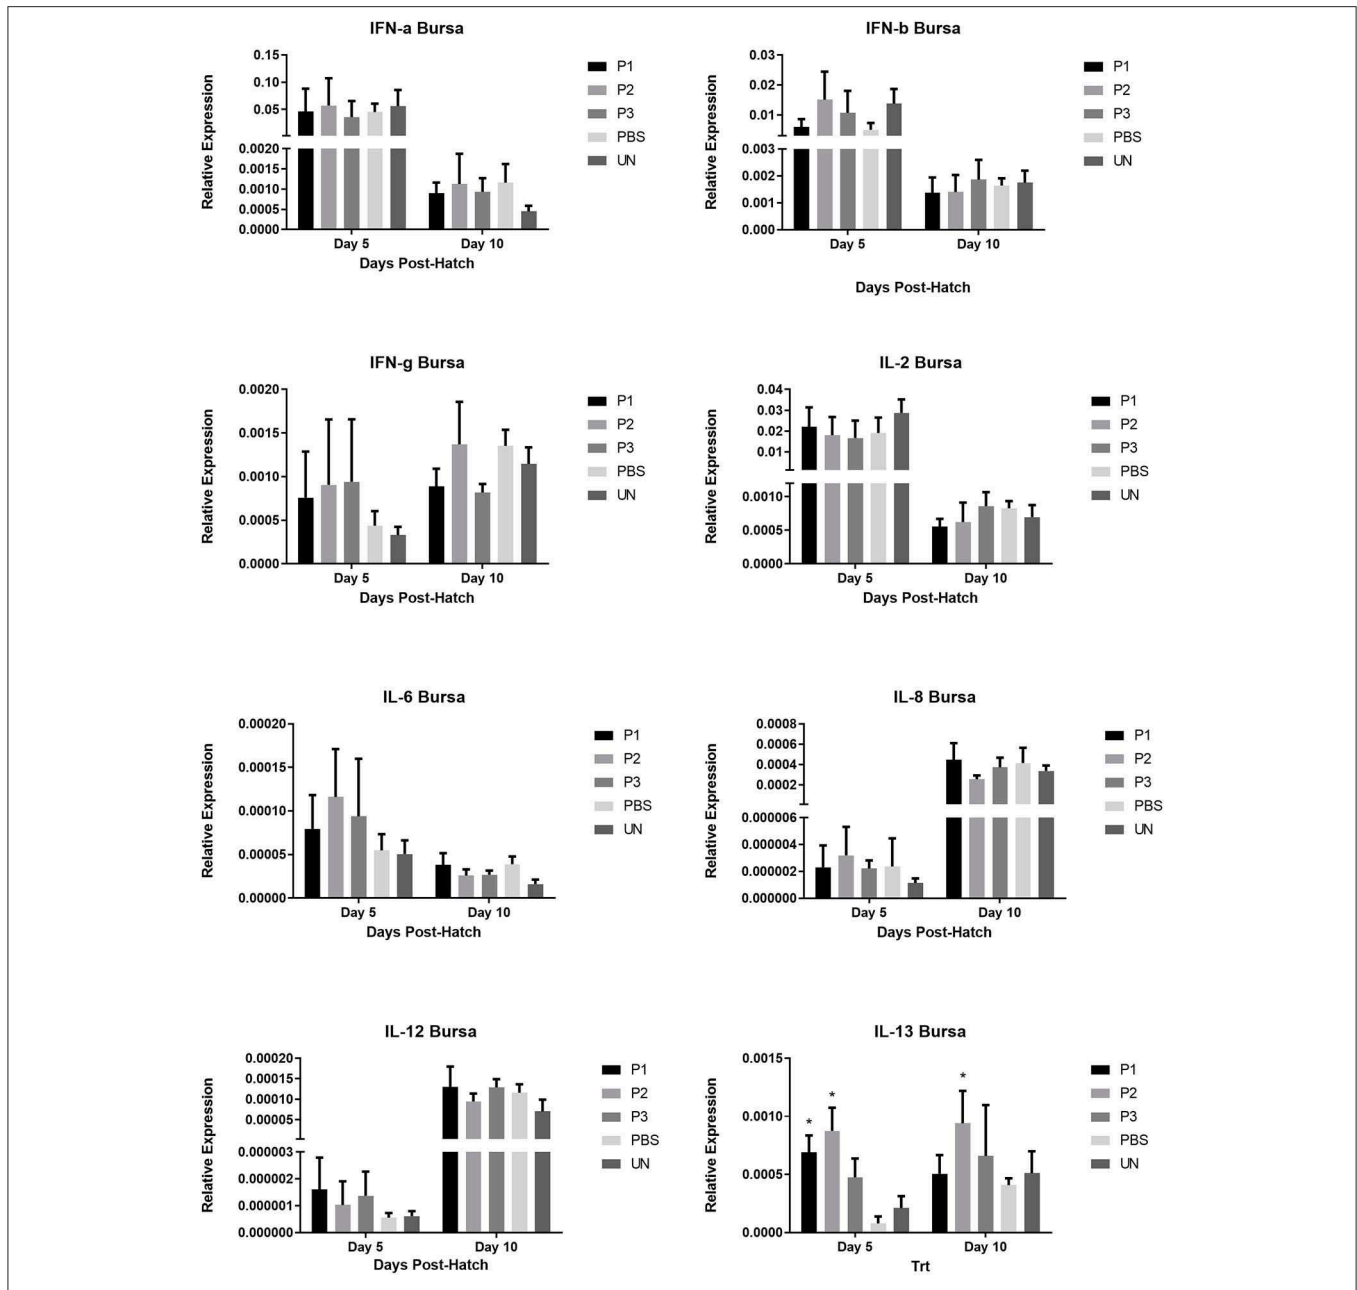 IFN-a Bursa
Relative Expression
0.15
0.10
0.05
0.0020
0.0015
0.0010
0.0005
0.0000
Day 5
Day 10
Days Post-Hatch
P1
P2
P3
PBS
UN
IFN-b Bursa
Relative Expression
0.03
0.02
0.01
0.003
0.002
0.001
0.000
Day 5
Day 10
Days Post-Hatch
P1
P2
P3
PBS
UN
IFN-g Bursa
Relative Expression
0.0020
0.0015
0.0010
0.0005
0.0000
Day 5
Day 10
Days Post-Hatch
P1
P2
P3
PBS
UN
IL-2 Bursa
Relative Expression
0.04
0.03
0.02
0.01
0.0010
0.0005
0.0000
Day 5
Day 10
Days Post-Hatch
P1
P2
P3
PBS
UN
IL-6 Bursa
Relative Expression
0.00020
0.00015
0.00010
0.00005
0.00000
Day 5
Day 10
Days Post-Hatch
P1
P2
P3
PBS
UN
IL-8 Bursa
Relative Expression
0.0008
0.0006
0.0004
0.0002
0.000006
0.000004
0.000002
0.000000
Day 5
Day 10
Days Post-Hatch
P1
P2
P3
PBS
UN
IL-12 Bursa
Relative Expression
0.00020
0.00015
0.00010
0.00005
0.000003
0.000002
0.000001
0.000000
Day 5
Day 10
Days Post-Hatch
P1
P2
P3
PBS
UN
IL-13 Bursa
Relative Expression
0.0015
0.0010
0.0005
0.0000
*
*
*
Day 5
Day 10
Trt
P1
P2
P3
PBS
UN